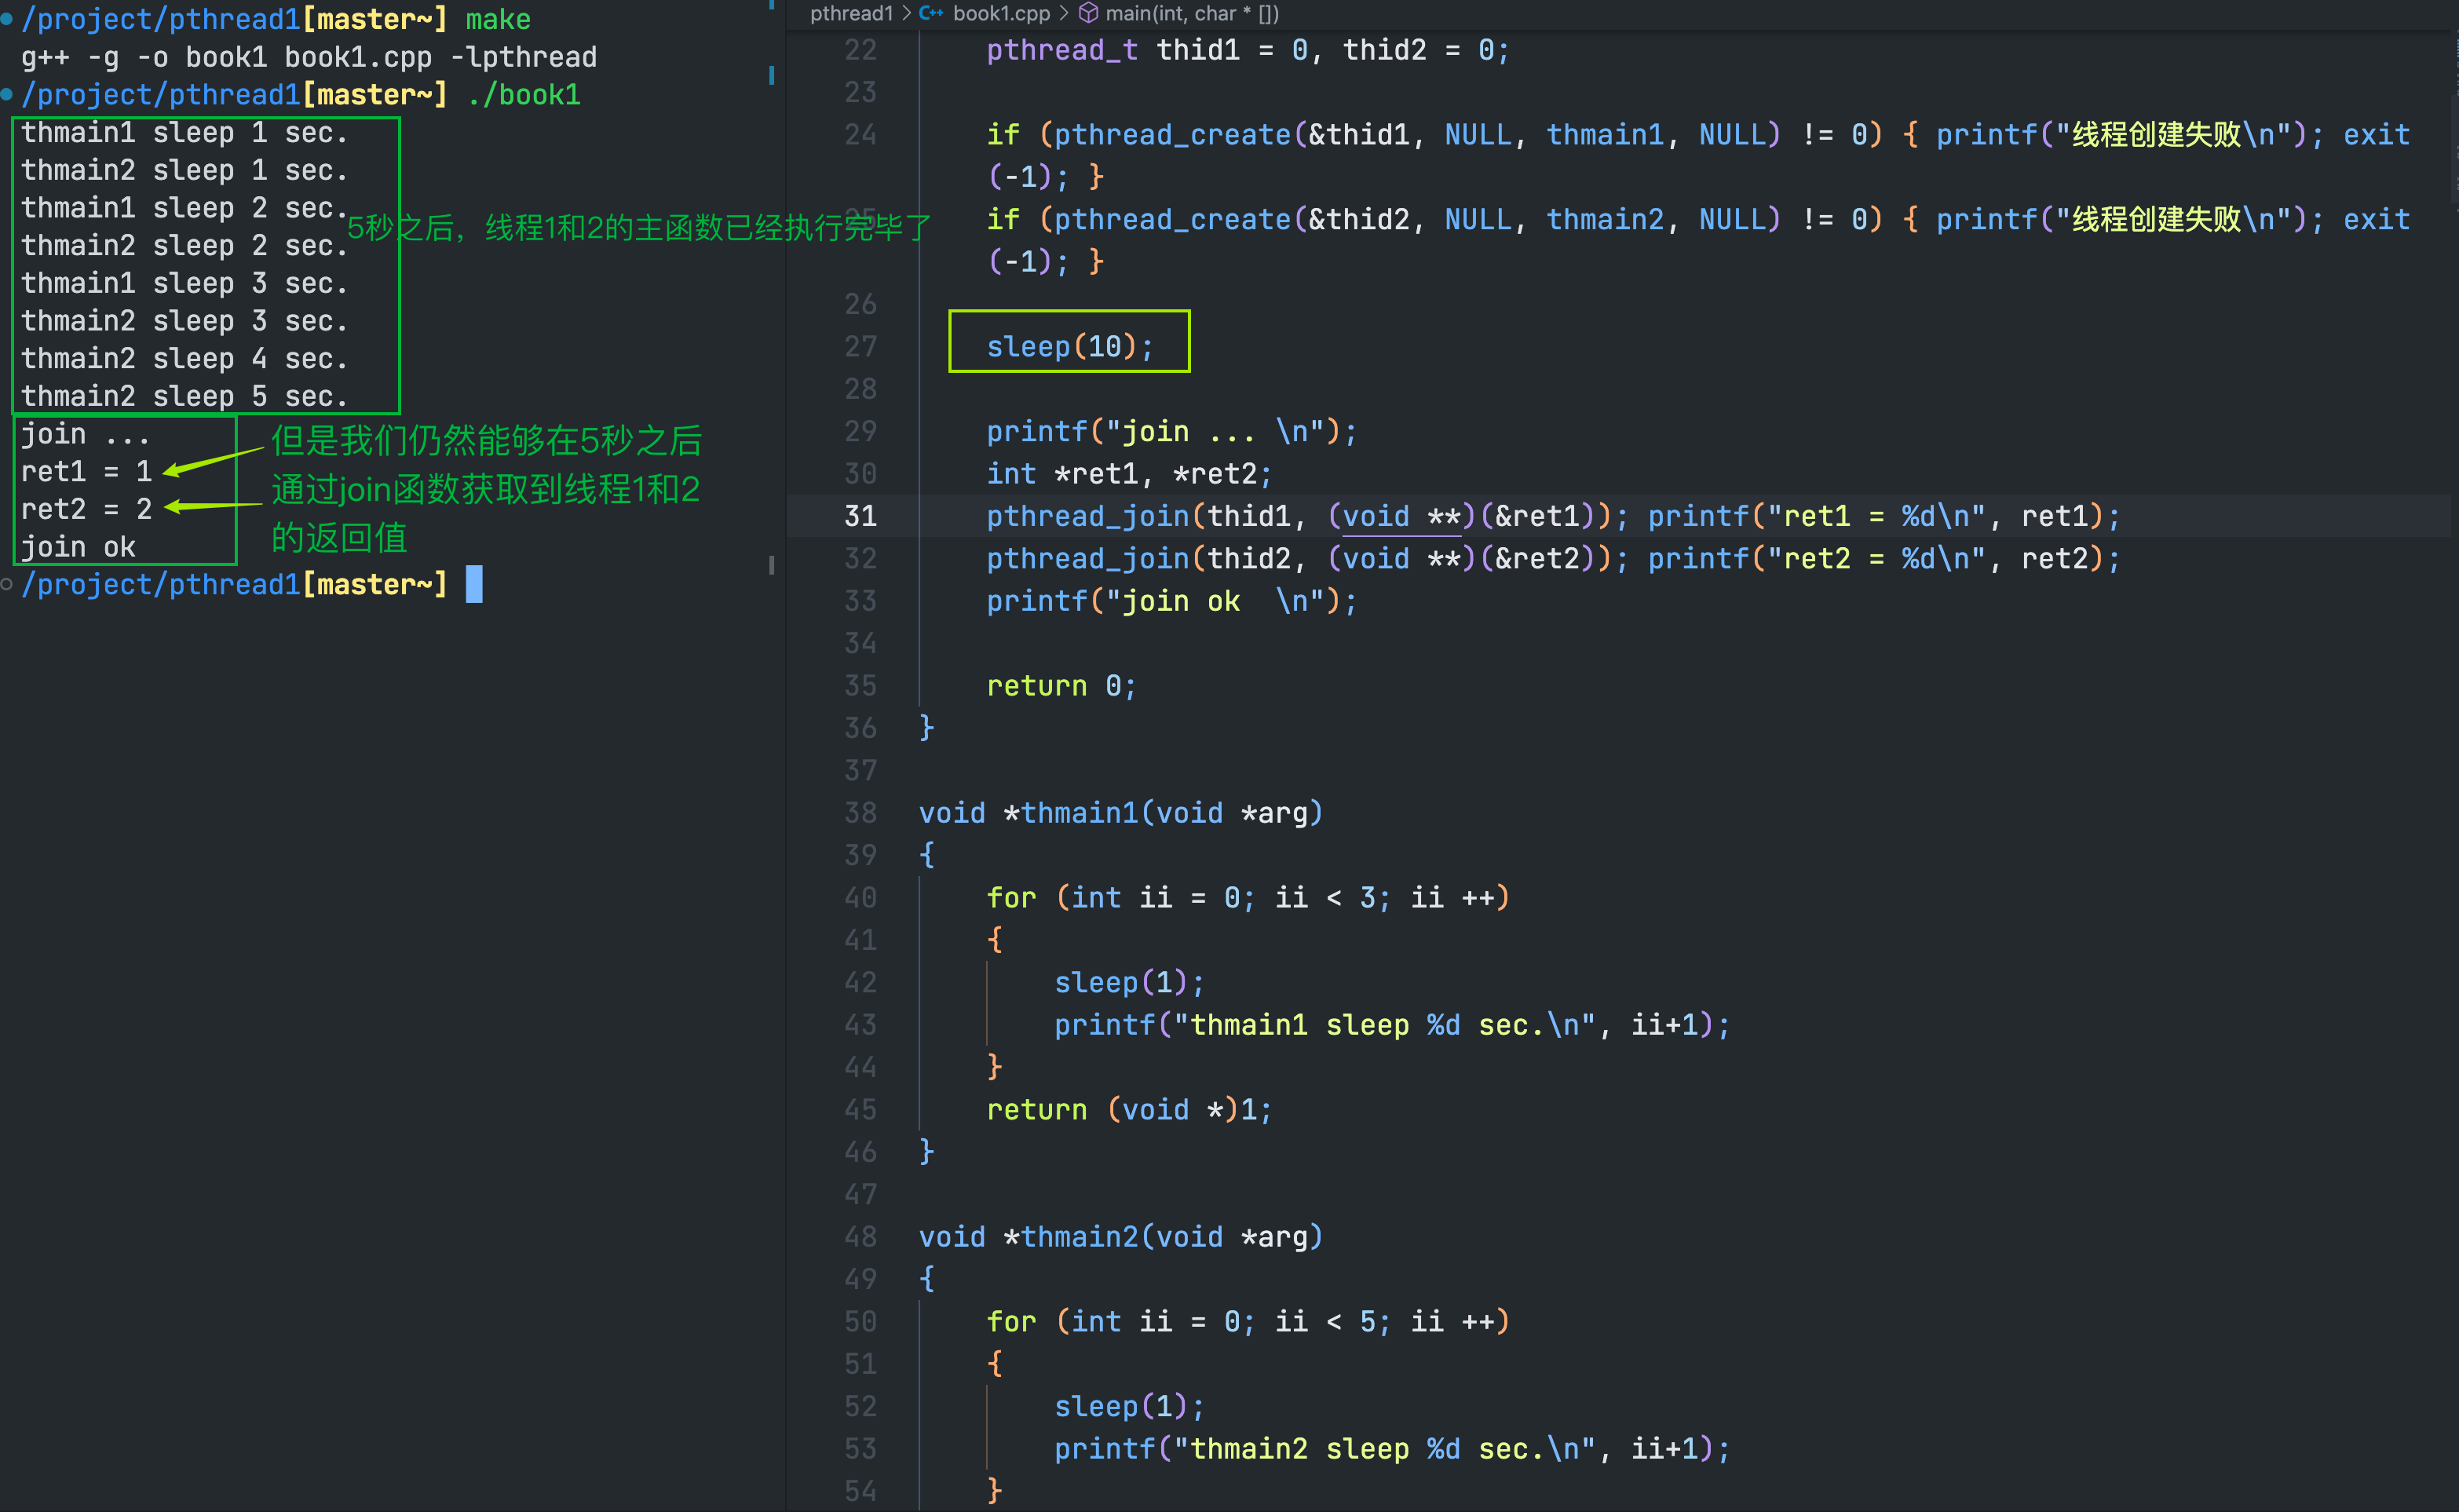 /project/pthread1[master~] make
g++ -g -o book1 book1.cpp -lpthread
/project/pthread1[master~] ./book1
thmain1 sleep 1 sec.
thmain2 sleep 1 sec.
thmain1 sleep 2 sec.
thmain2 sleep 2 sec.
thmain1 sleep 3 sec.
thmain2 sleep 3 sec.
thmain2 sleep 4 sec.
thmain2 sleep 5 sec.
5秒之后，线程1和2的主函数已经执行完毕了
join ...
ret1 = 1
ret2 = 2
join ok
但是我们仍然能够在5秒之后
通过join函数获取到线程1和2
的返回值
/project/pthread1[master~]
pthread1 > C++ book1.cpp > main(int, char * [])
22 pthread_t thid1 = 0, thid2 = 0;
23
24 if (pthread_create(&thid1, NULL, thmain1, NULL) != 0) { printf("线程创建失败\n"); exit
(-1); }
25 if (pthread_create(&thid2, NULL, thmain2, NULL) != 0) { printf("线程创建失败\n"); exit
(-1); }
26
27 sleep(10);
28
29 printf("join ... \n");
30 int *ret1, *ret2;
31 pthread_join(thid1, (void **)(&ret1)); printf("ret1 = %d\n", ret1);
32 pthread_join(thid2, (void **)(&ret2)); printf("ret2 = %d\n", ret2);
33 printf("join ok  \n");
34
35 return 0;
36 }
37
38 void *thmain1(void *arg)
39 {
40 for (int ii = 0; ii < 3; ii ++)
41 {
42 sleep(1);
43 printf("thmain1 sleep %d sec.\n", ii+1);
44 }
45 return (void *)1;
46 }
47
48 void *thmain2(void *arg)
49 {
50 for (int ii = 0; ii < 5; ii ++)
51 {
52 sleep(1);
53 printf("thmain2 sleep %d sec.\n", ii+1);
54 }